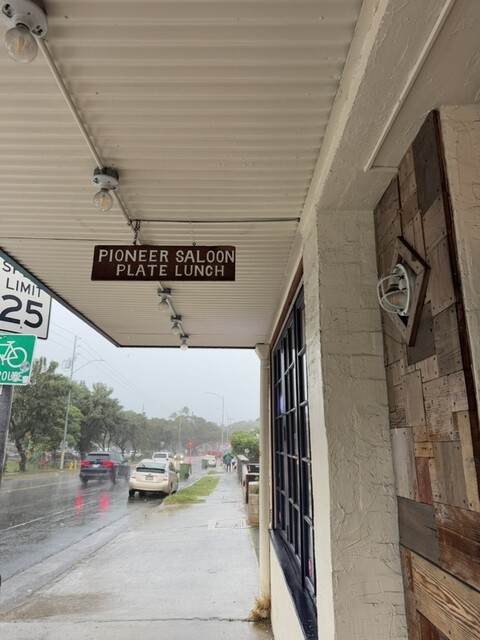 PIONEER SALOON
PLATE LUNCH
LIMIT
25